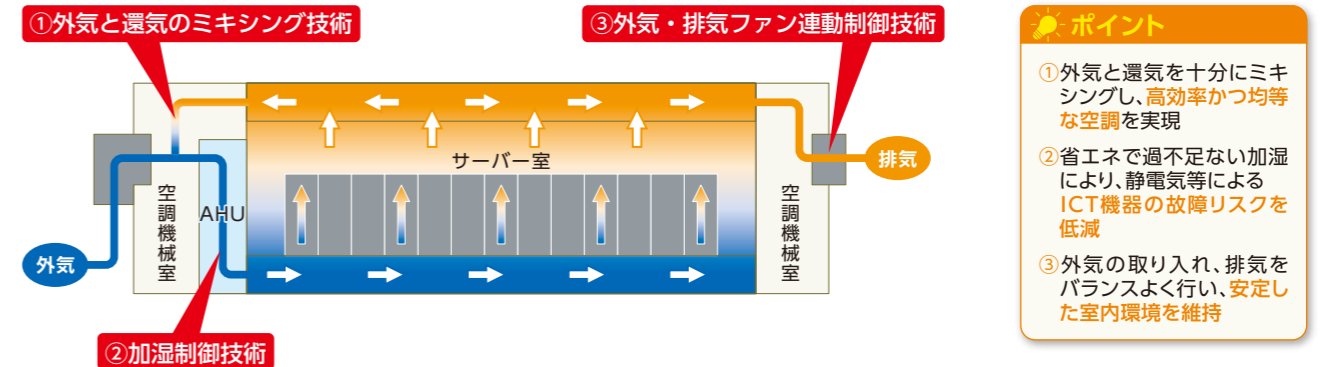 ①外気と還気のミキシング技術
③外気・排気ファン連動制御技術
サーバー室
空調機械室
AHU
外気
空調機械室
排気
②加湿制御技術
ポイント
①外気と還気を十分にミキ
シングし、高効率かつ均等
な空調を実現
②省エネで過不足ない加湿
により、静電気等による
ICT機器の故障リスクを
低減
③外気の取り入れ、排気を
バランスよく行い、安定し
た室内環境を維持